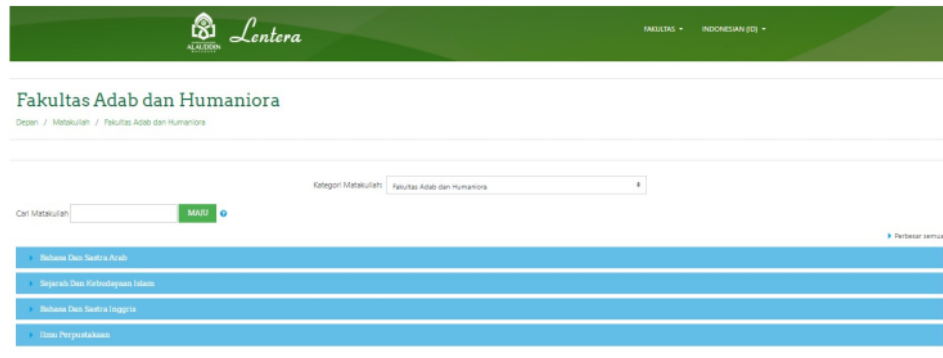 ALAUDDIN
Lentera
FAKULTAS
INDONESIAN (ID)
Fakultas Adab dan Humaniora
Depan / Matakuliah / Fakultas Adab dan Humaniora
Kategori Matakuliah: Fakultas Adab dan Humaniora
Cari Matakuliah MAJU
Perbesar semua
Bahasa Dan Sastra Arab
Sejarah Dan Kebudayaan Islam
Bahasa Dan Sastra Inggris
Ilmu Perpustakaan